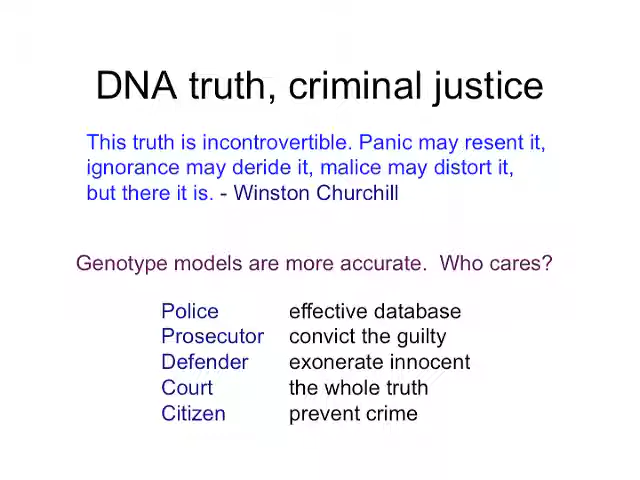 DNA truth, criminal justice
This truth is incontrovertible. Panic may resent it,
ignorance may deride it, malice may distort it,
but there it is. - Winston Churchill
Genotype models are more accurate.  Who cares?
Police effective database
Prosecutor convict the guilty
Defender exonerate innocent
Court the whole truth
Citizen prevent crime